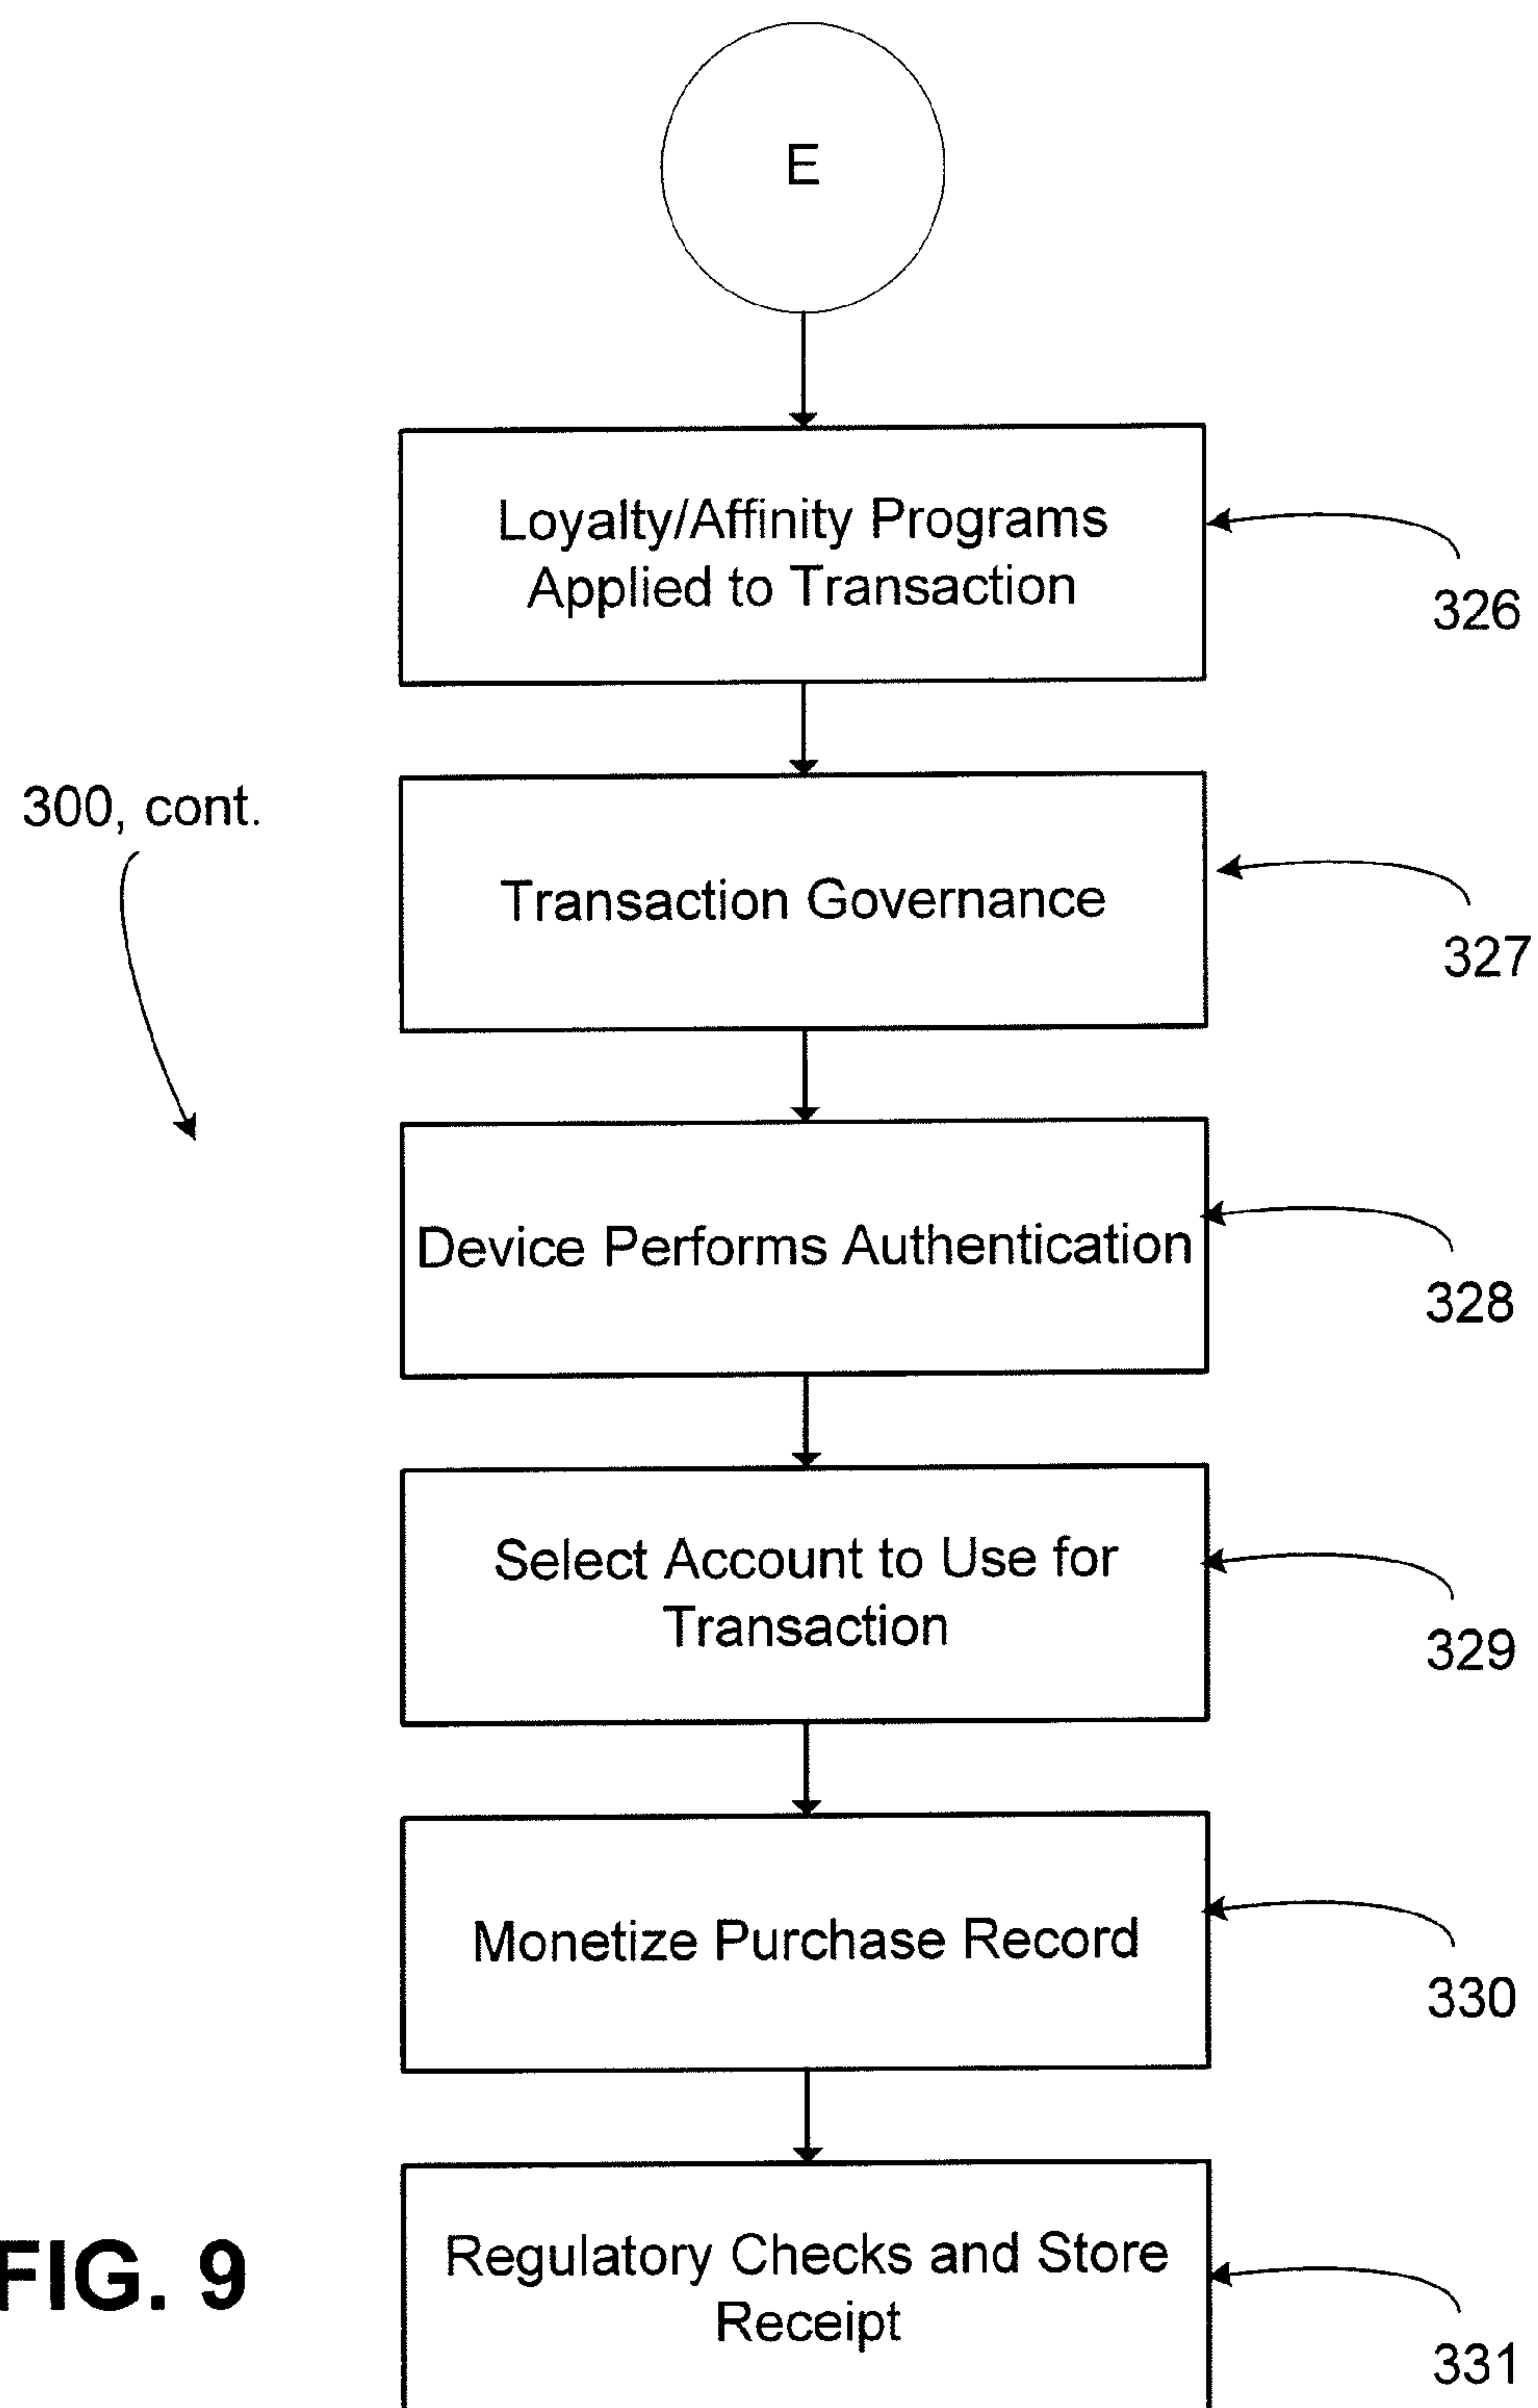 E
Loyalty/Affinity Programs
Applied to Transaction
326
300, cont.
Transaction Governance
327
Device Performs Authentication
328
Select Account to Use for
Transaction
329
Monetize Purchase Record
330
Regulatory Checks and Store
Receipt
331
FIG. 9